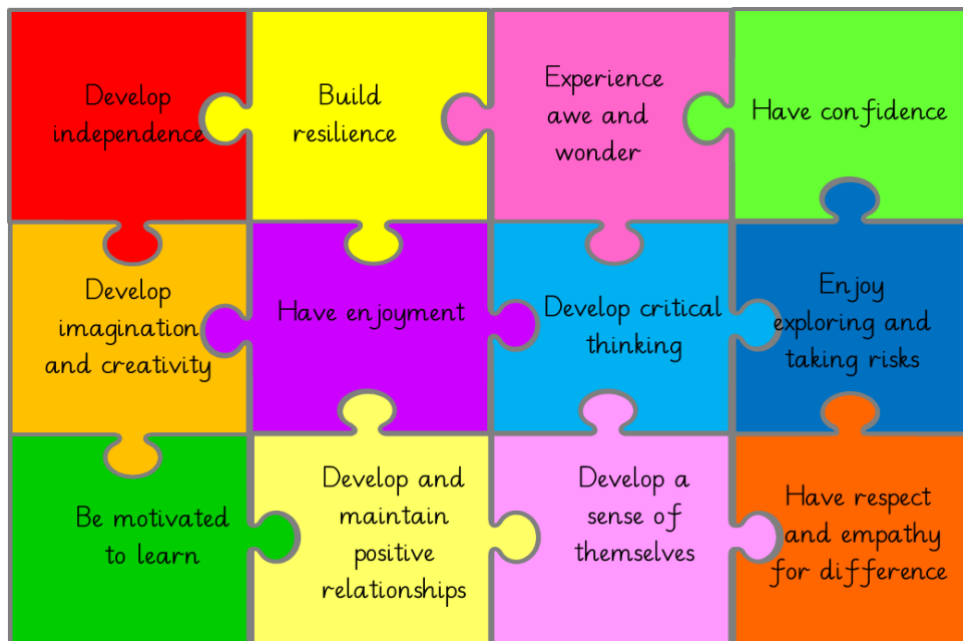 Develop
independence
Build
resilience
Experience
awe and
wonder
Have confidence
Develop
imagination
and creativity
Have enjoyment
Develop critical
thinking
Enjoy
exploring and
taking risks
Be motivated
to learn
Develop and
maintain
positive
relationships
Develop a
sense of
themselves
Have respect
and empathy
for difference